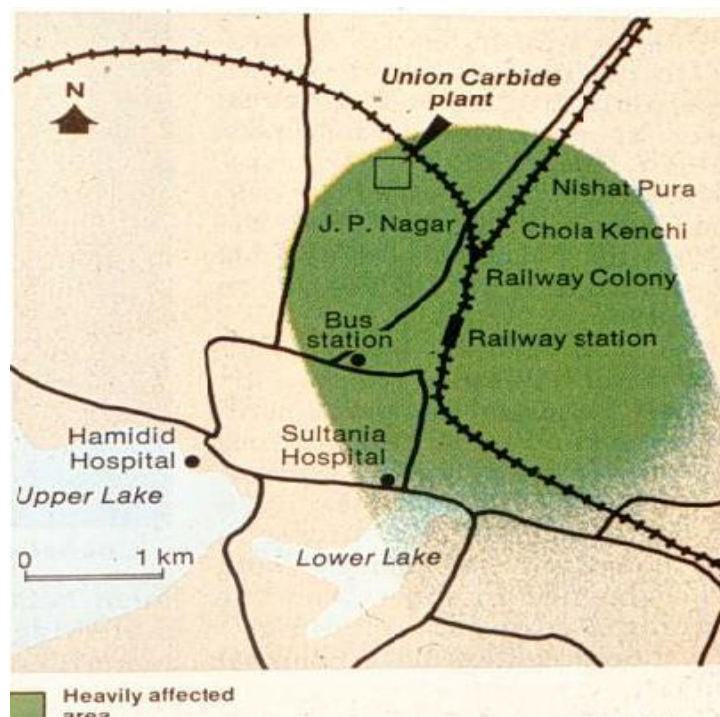 N
Union Carbide
plant
Nishat Pura
J. P. Nagar
Chola Kenchi
Railway Colony
Bus
station
Railway station
Hamidid
Hospital
Sultania
Hospital
Upper Lake
Lower Lake
0 1 km
Heavily affected
area